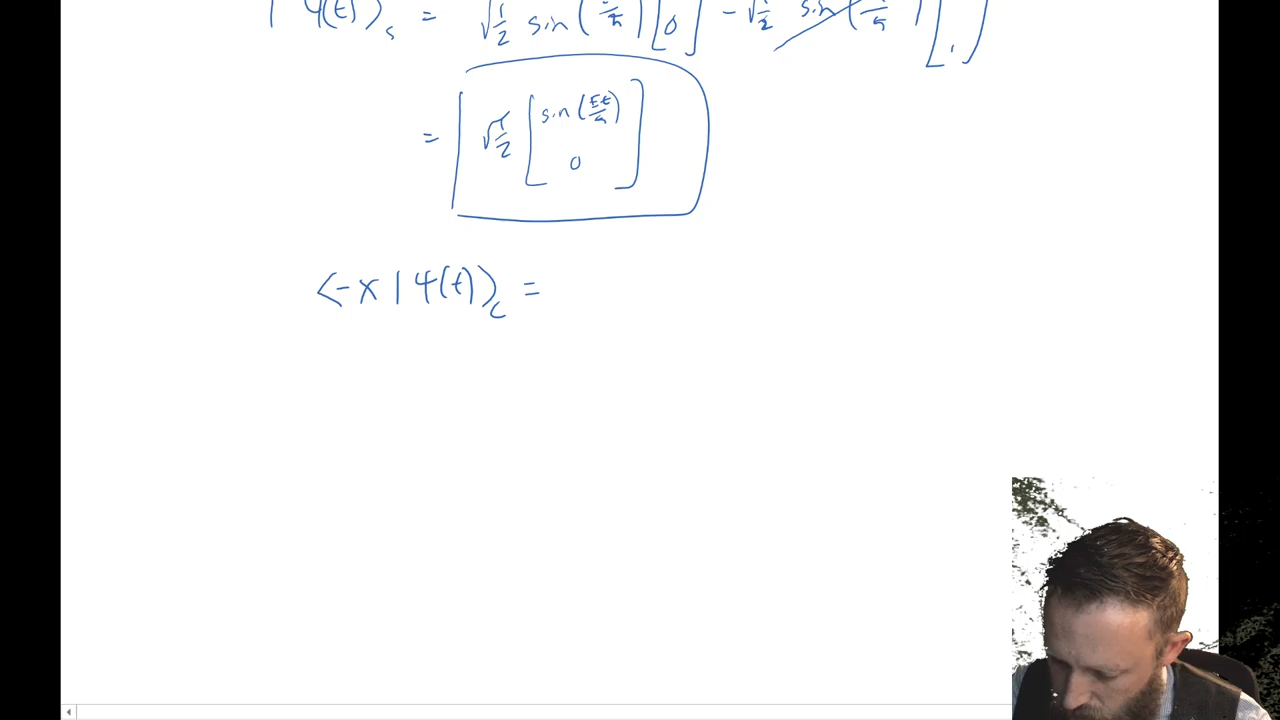 | Ψ(t)⟩_s = √1/2 sin( /ħ) [ 0 ] - √1/2 sin( /ħ) [ 1 ]
= [ √1/2 [ sin(Et/ħ) 0 ]
<-x | Ψ(t)⟩_c =